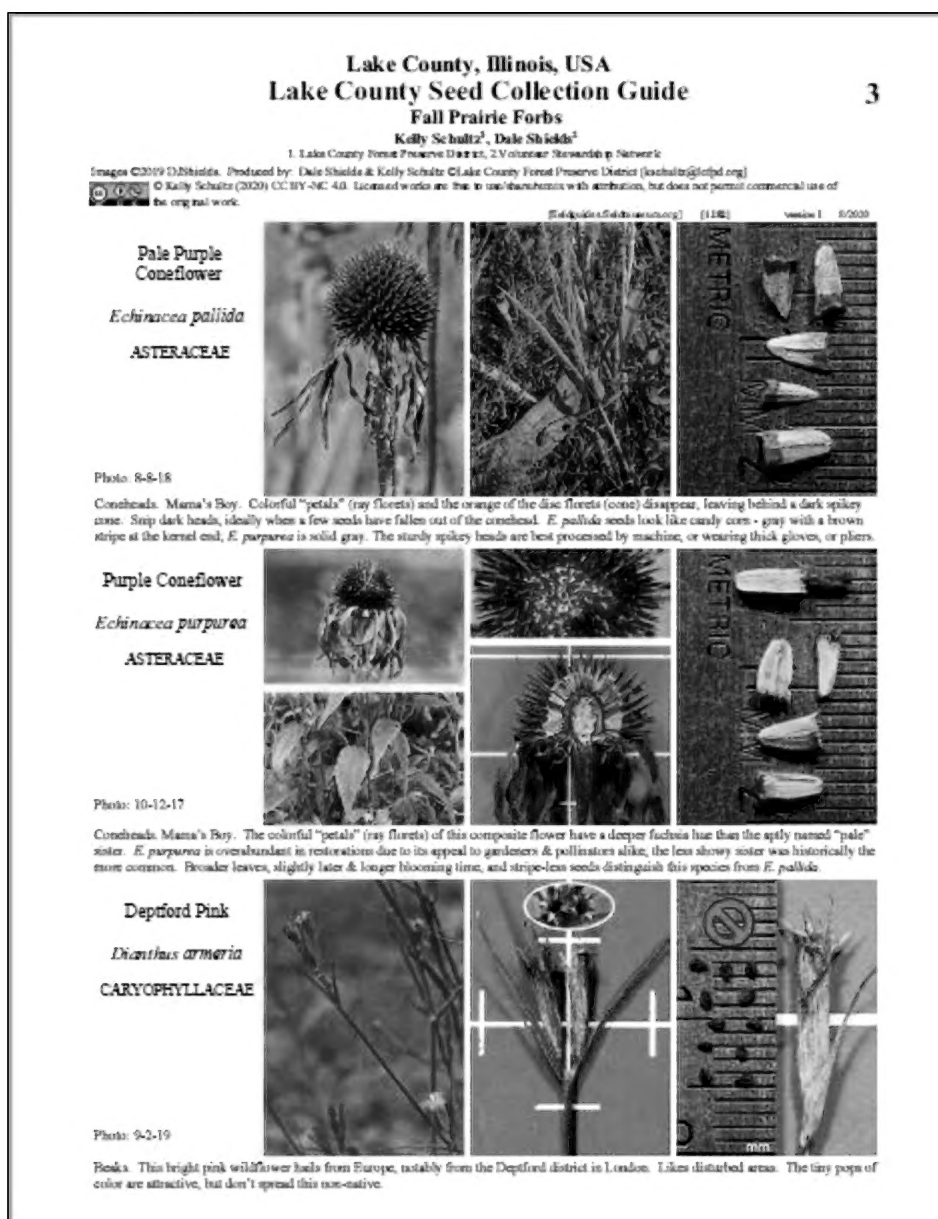 Lake County, Illinois, USA
Lake County Seed Collection Guide
3
Fall Prairie Forbs
Kelly Schultz¹, Dale Shields²
1. Lake County Forest Preserve District, 2.Volunteer Stewardship Network
Images ©2019 DJShields. Produced by: Dale Shields & Kelly Schultz ©Lake County Forest Preserve District [kschultz@lcfpd.org]
© Kelly Schultz (2020) CC BY-NC 4.0. Licensed works are free to use/share/remix with attribution, but does not permit commercial use of
the original work.
[fieldguides.fieldmuseum.org] [1282] version 1 8/2020
Pale Purple
Coneflower
Echinacea pallida
ASTERACEAE
Photo: 8-8-18
METRIC
Coneheads. Mama's Boy. Colorful "petals" (ray florets) and the orange of the disc florets (cone) disappear, leaving behind a dark spikey
cone. Snip dark heads, ideally when a few seeds have fallen out of the conehead. E. pallida seeds look like candy corn - gray with a brown
stripe at the kernel end; E. purpurea is solid gray. The sturdy spikey heads are best processed by machine, or wearing thick gloves, or pliers.
Purple Coneflower
Echinacea purpurea
ASTERACEAE
Photo: 10-12-17
METRIC
Coneheads. Mama's Boy. The colorful "petals" (ray florets) of this composite flower have a deeper fuchsia hue than the aptly named "pale"
sister. E. purpurea is overabundant in restorations due to its appeal to gardeners & pollinators alike, the less showy sister was historically the
more common. Broader leaves, slightly later & longer blooming time, and stripe-less seeds distinguish this species from E. pallida.
Deptford Pink
Dianthus armeria
CARYOPHYLLACEAE
Photo: 9-2-19
mm
Beaks. This bright pink wildflower hails from Europe, notably from the Deptford district in London. Likes disturbed areas. The tiny pops of
color are attractive, but don't spread this non-native.